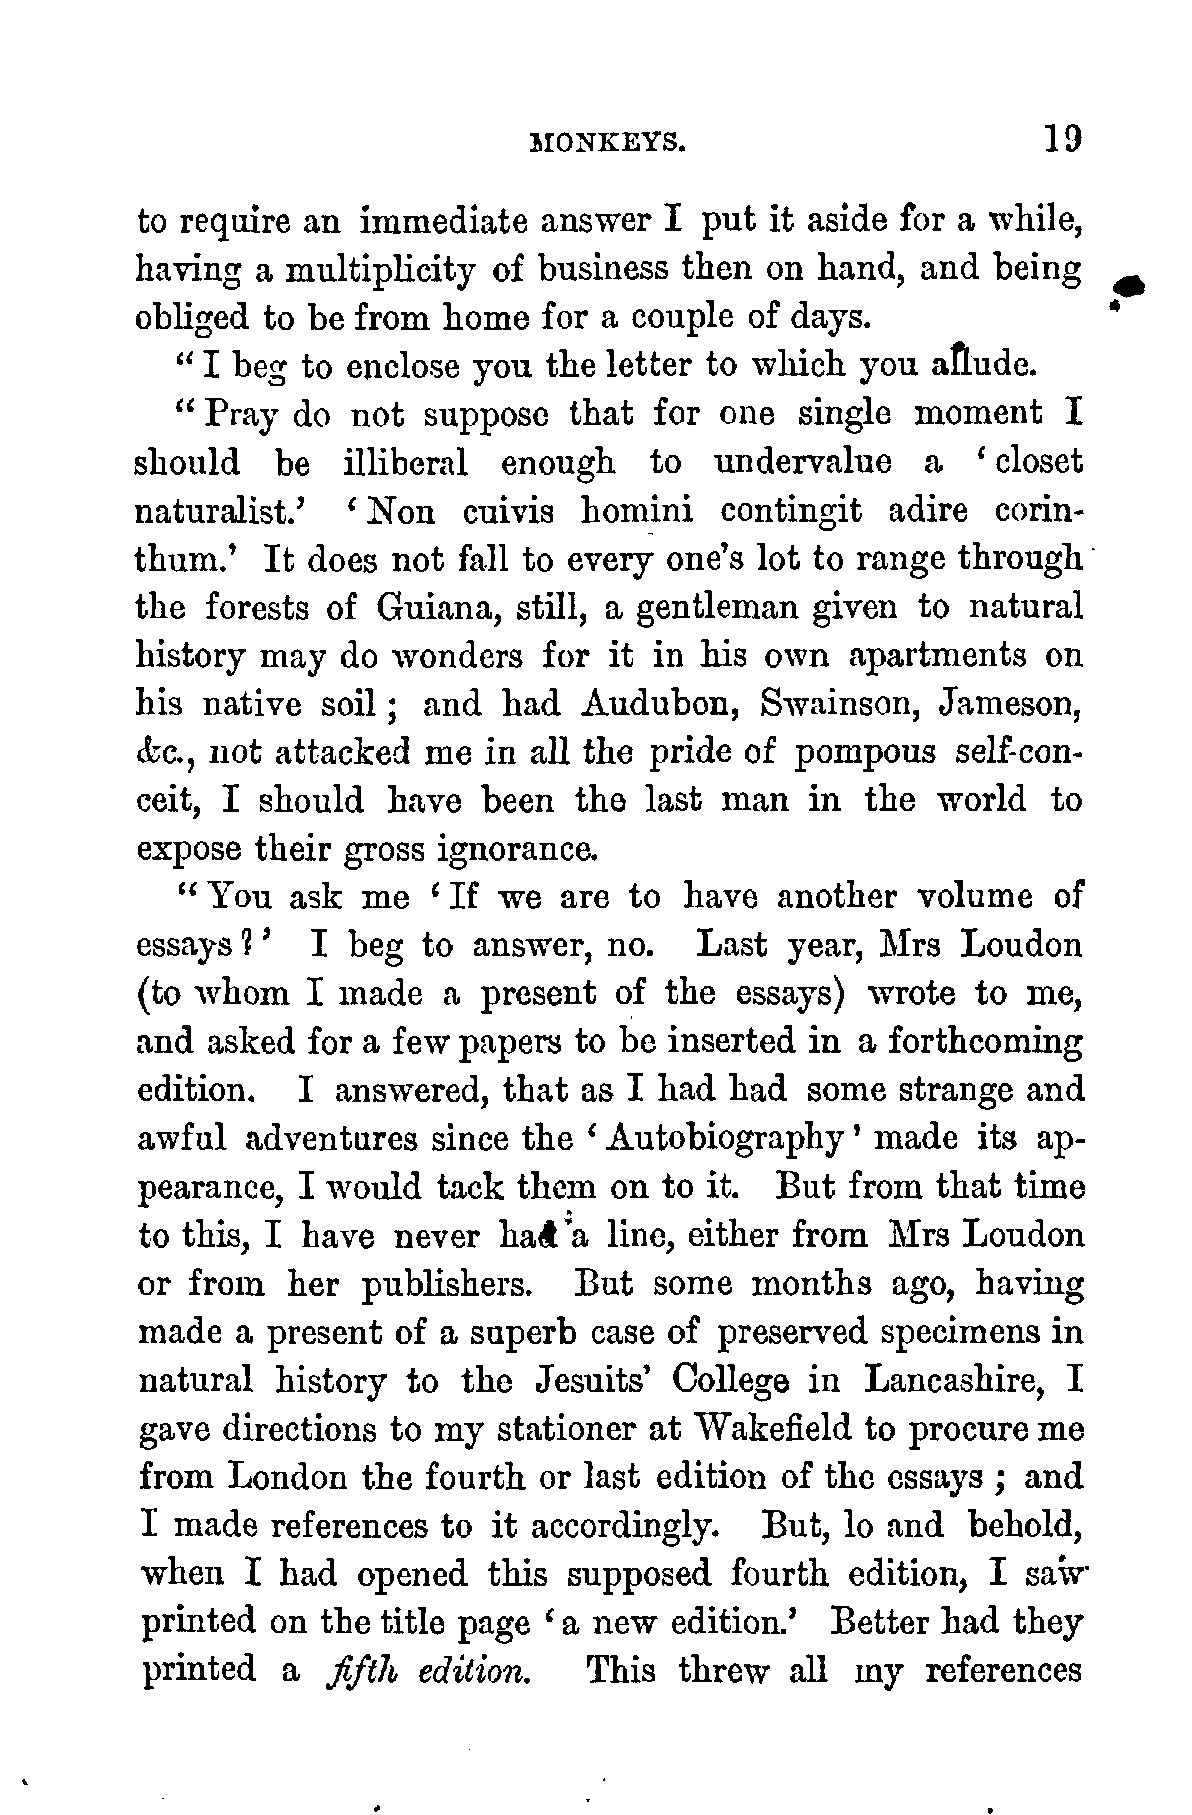 MONKEYS. 19
to require an immediate answer I put it aside for a while,
having a multiplicity of business then on hand, and being
obliged to be from home for a couple of days.
“ I beg to enclose you the letter to which you allude.
“ Pray do not suppose that for one single moment I
should be illiberal enough to undervalue a ‘ closet
naturalist.’ ‘ Non cuivis homini contingit adire corin-
thum.’ It does not fall to every one’s lot to range through
the forests of Guiana, still, a gentleman given to natural
history may do wonders for it in his own apartments on
his native soil ; and had Audubon, Swainson, Jameson,
&c., not attacked me in all the pride of pompous self-con-
ceit, I should have been the last man in the world to
expose their gross ignorance.
“ You ask me ‘ If we are to have another volume of
essays ? ’ I beg to answer, no. Last year, Mrs Loudon
(to whom I made a present of the essays) wrote to me,
and asked for a few papers to be inserted in a forthcoming
edition. I answered, that as I had had some strange and
awful adventures since the ‘ Autobiography ’ made its ap-
pearance, I would tack them on to it. But from that time
to this, I have never had a line, either from Mrs Loudon
or from her publishers. But some months ago, having
made a present of a superb case of preserved specimens in
natural history to the Jesuits’ College in Lancashire, I
gave directions to my stationer at Wakefield to procure me
from London the fourth or last edition of the essays ; and
I made references to it accordingly. But, lo and behold,
when I had opened this supposed fourth edition, I saw
printed on the title page ‘ a new edition.’ Better had they
printed a fifth edition. This threw all my references